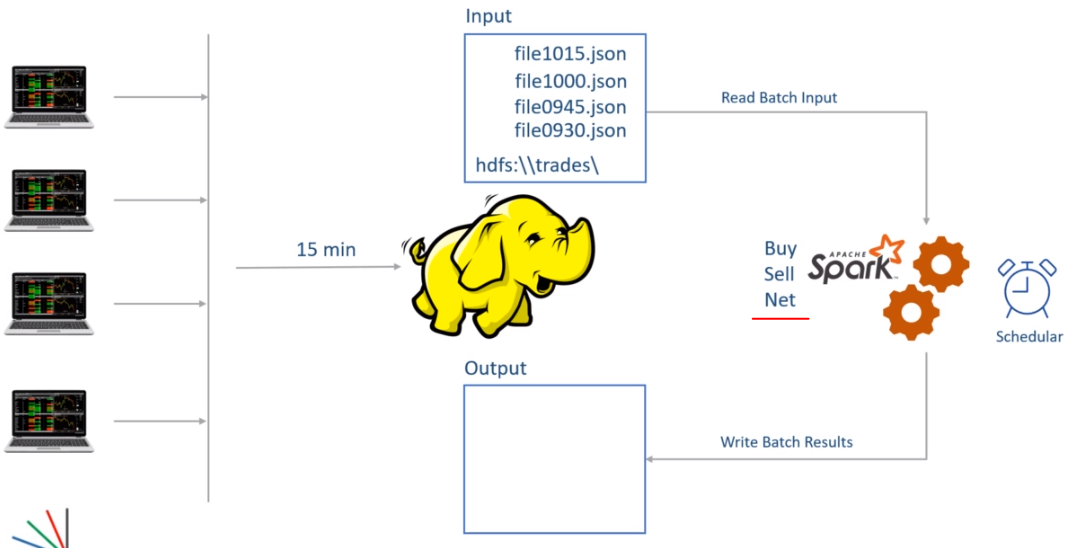 Input
file1015.json
file1000.json
file0945.json
file0930.json
hdfs:\\trades\
Read Batch Input
15 min
Buy
Sell
Net
APACHE
Spark
Schedular
Output
Write Batch Results